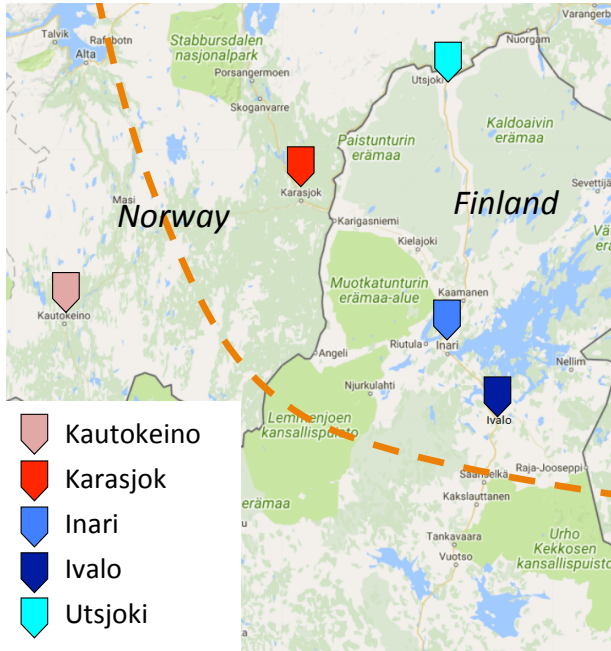 Talvik
Rafsbotn
Alta
Stabbursdalen
nasjonalpark
Porsangermoen
Skoganvarre
Varangerb
Nuorgam
Utsjoki
Kaldoaivin
erämaa
Paistunturin
erämaa
Masi
Karasjok
Norway
Finland
Sevettijä
Karigasniemi
Kielajoki
Muotkatunturin
erämaa-alue
Kaamanen
Kautokeino
Angeli
Riutula
Inari
Nellim
Njurkulahti
Ivalo
Lemmenjoen
kansallispuisto
Saariselkä
Raja-Jooseppi
Kakslauttanen
erämaa
Tankavaara
Vuotso
Urho
Kekkosen
kansallispuisto
Kautokeino
Karasjok
Inari
Ivalo
Utsjoki